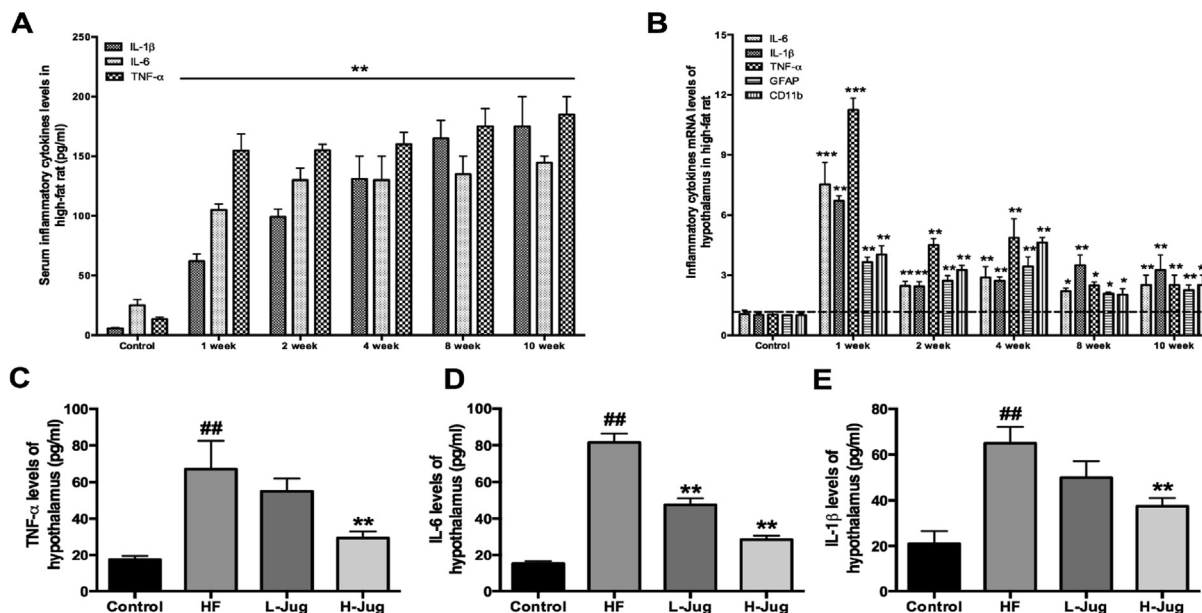 A
Serum inflammatory cytokines levels in
high-fat rat (pg/ml)
250
200
150
100
50
0
IL-1β
IL-6
TNF-α
**
Control
1 week
2 week
4 week
8 week
10 week
B
Inflammatory cytokines mRNA levels of
hypothalamus in high-fat rat
15
12
9
6
3
0
IL-6
IL-1β
TNF-α
GFAP
CD11b
***
**
***
**
**
**
**
**
**
**
**
**
**
**
**
*
**
*
*
*
**
**
**
**
Control
1 week
2 week
4 week
8 week
10 week
C
TNF-α levels of
hypothalamus (pg/ml)
100
80
60
40
20
0
##
**
Control
HF
L-Jug
H-Jug
D
IL-6 levels of
hypothalamus (pg/ml)
100
80
60
40
20
0
##
**
**
Control
HF
L-Jug
H-Jug
E
IL-1β levels of
hypothalamus (pg/ml)
80
60
40
20
0
##
**
Control
HF
L-Jug
H-Jug